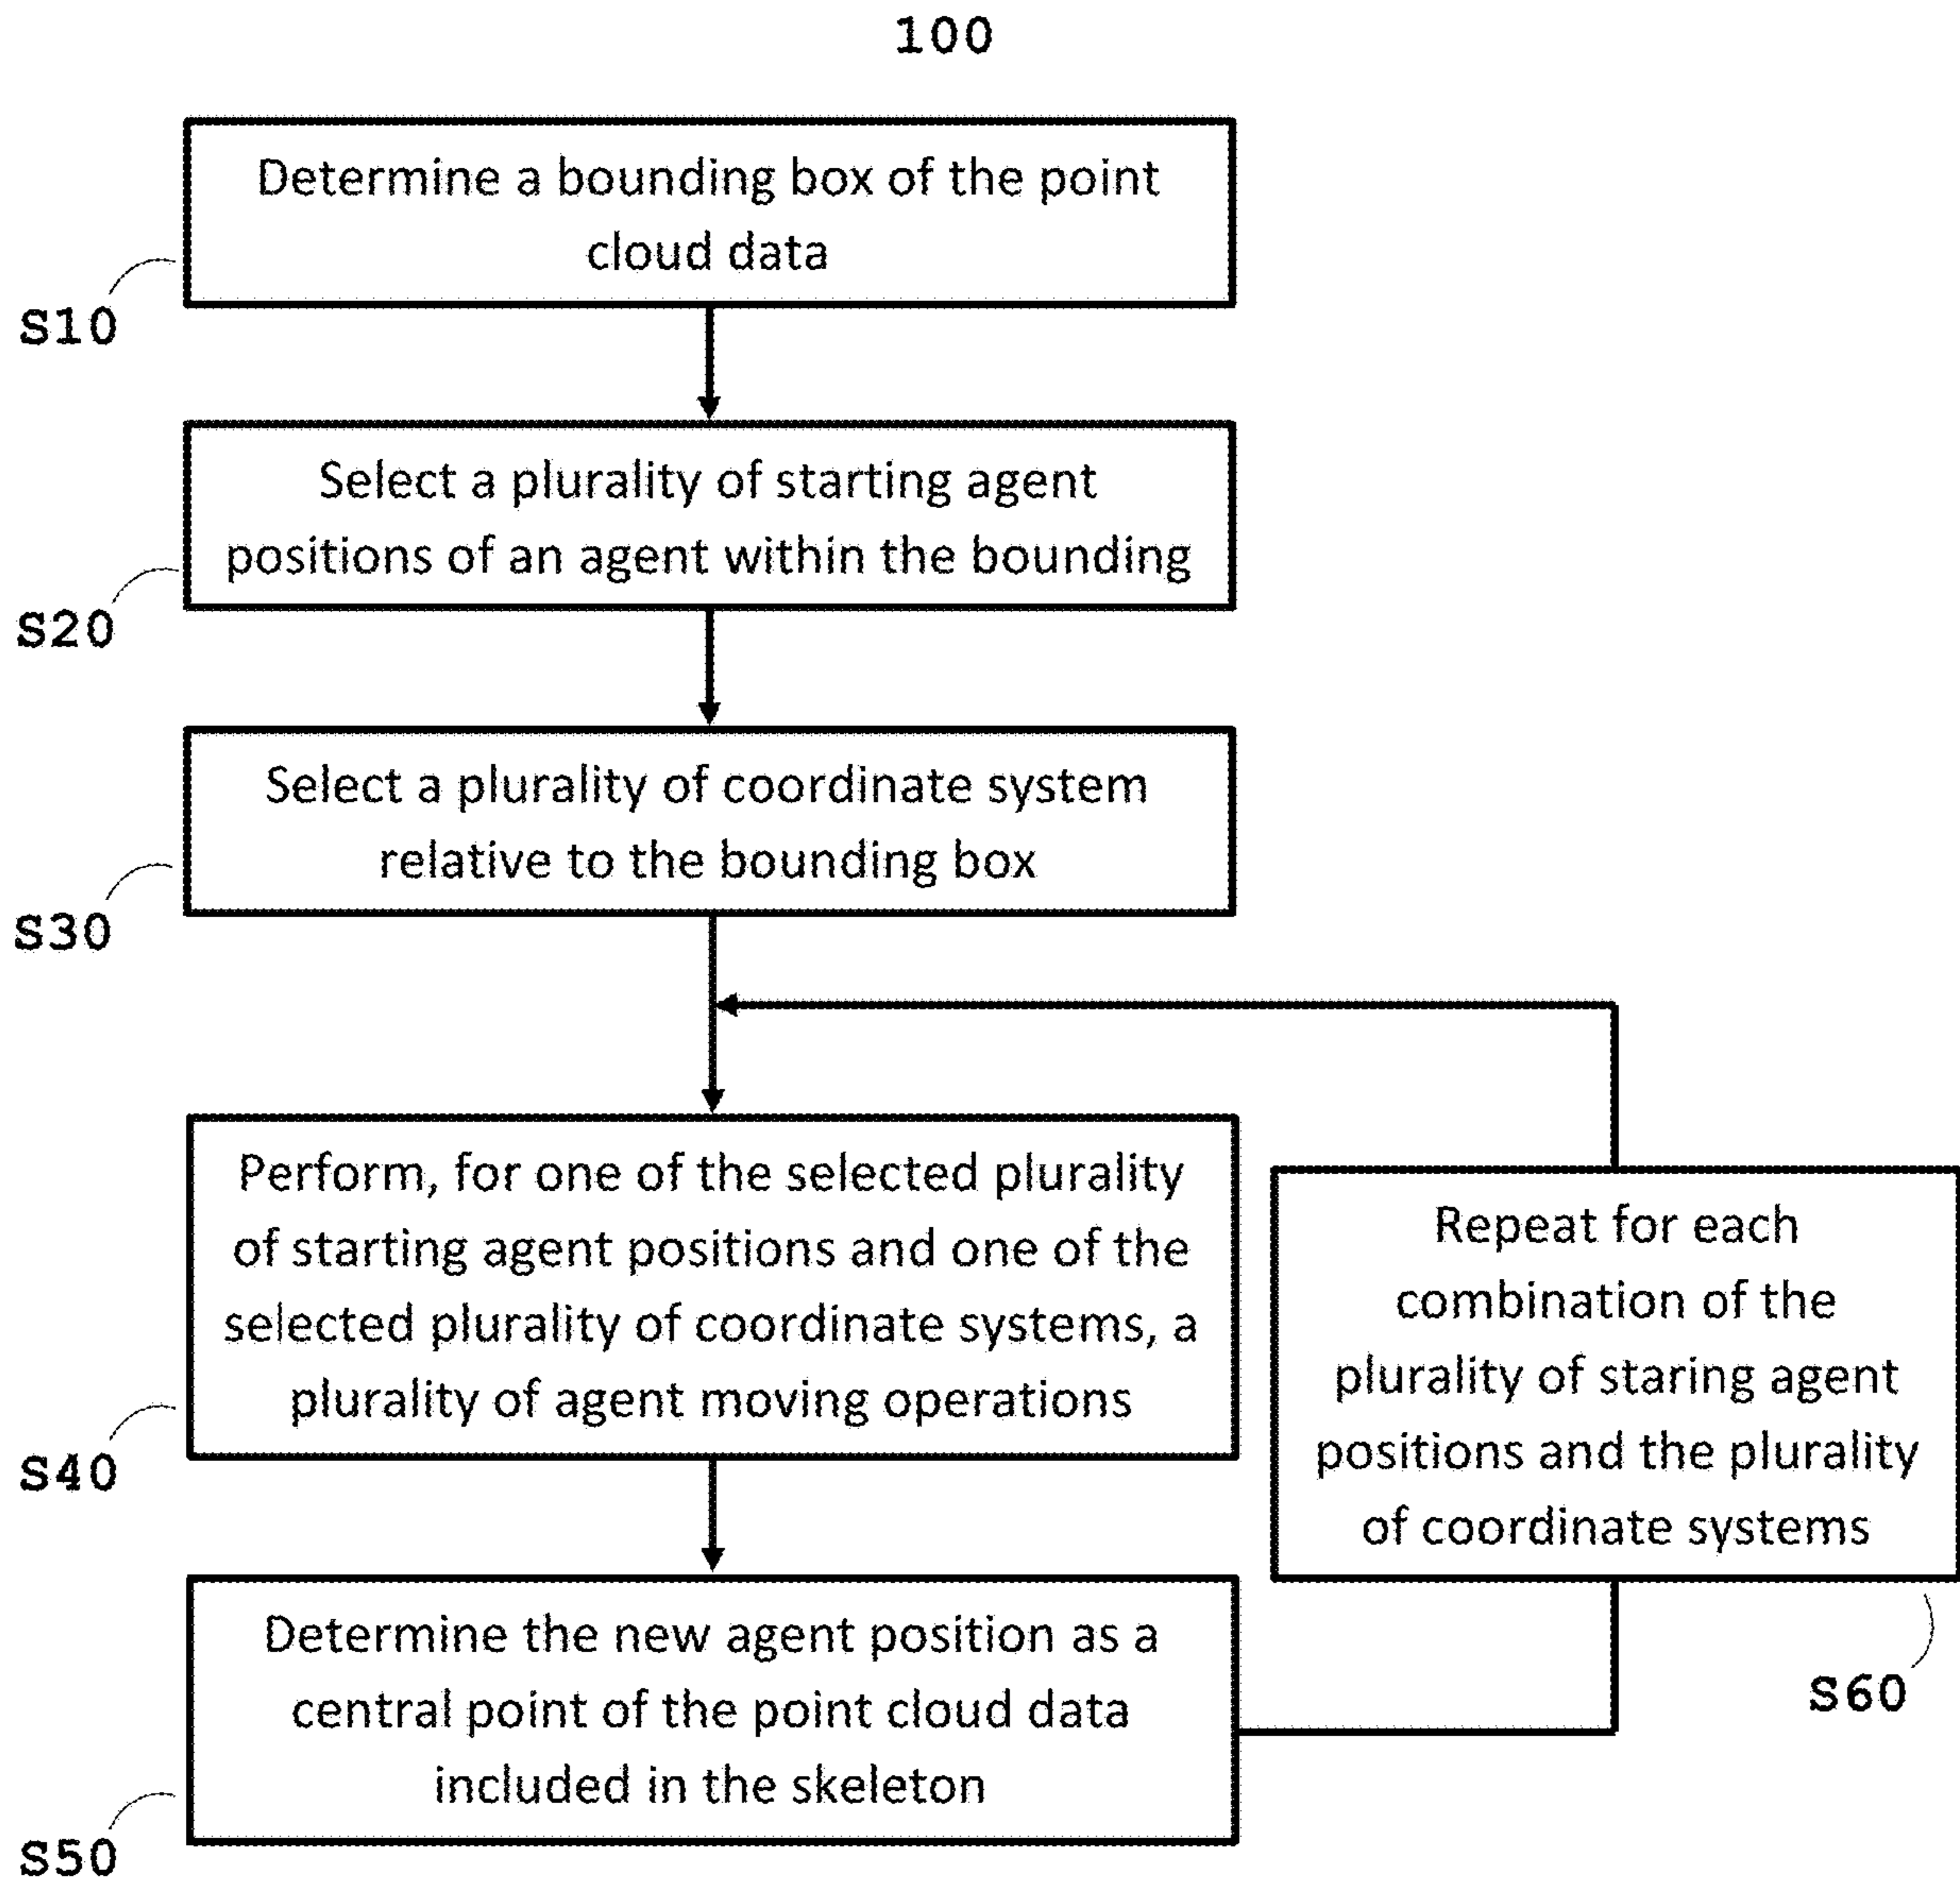 100
Determine a bounding box of the point
cloud data
S10
Select a plurality of starting agent
positions of an agent within the bounding
S20
Select a plurality of coordinate system
relative to the bounding box
S30
Perform, for one of the selected plurality
of starting agent positions and one of the
selected plurality of coordinate systems, a
plurality of agent moving operations
S40
Repeat for each
combination of the
plurality of staring agent
positions and the plurality
of coordinate systems
S60
Determine the new agent position as a
central point of the point cloud data
included in the skeleton
S50